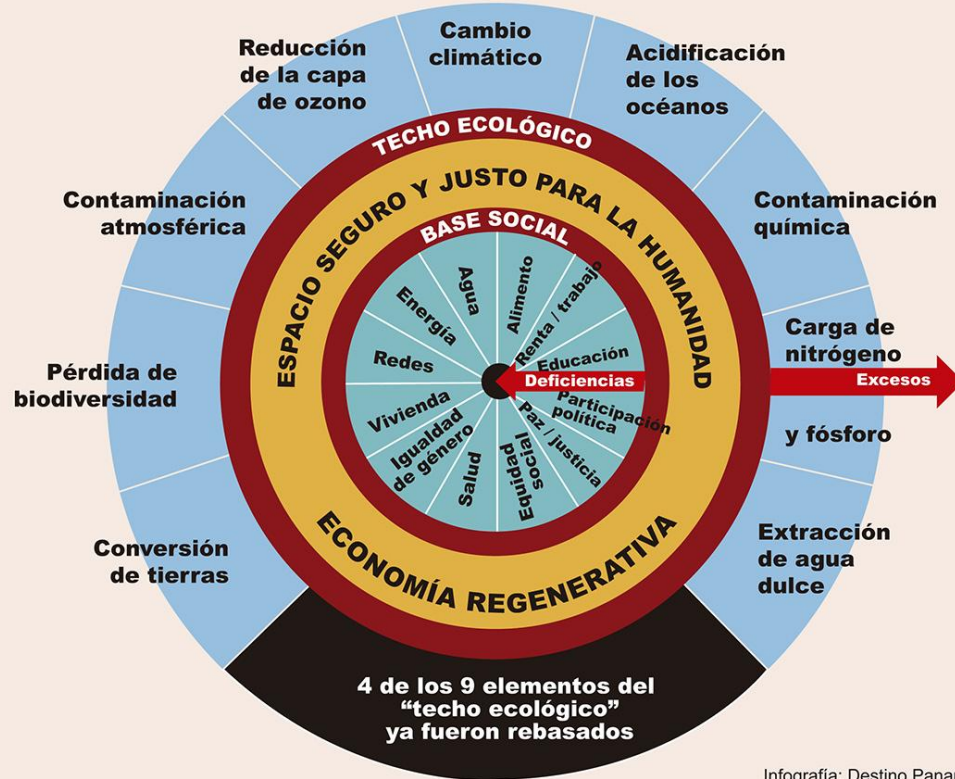 Cambio
climático
Reducción
de la capa
de ozono
Acidificación
de los
océanos
Contaminación
atmosférica
Contaminación
química
Pérdida de
biodiversidad
Carga de
nitrógeno
y fósforo
Conversión
de tierras
Extracción
de agua
dulce
TECHO ECOLÓGICO
ESPACIO SEGURO Y JUSTO PARA LA HUMANIDAD
BASE SOCIAL
Agua
Alimento
Energía
Renta / trabajo
Redes
Educación
Deficiencias
Excesos
Vivienda
Participación
política
Igualdad
de género
Paz / justicia
Salud
Equidad
social
ECONOMÍA REGENERATIVA
4 de los 9 elementos del
“techo ecológico”
ya fueron rebasados
Infografía: Destino